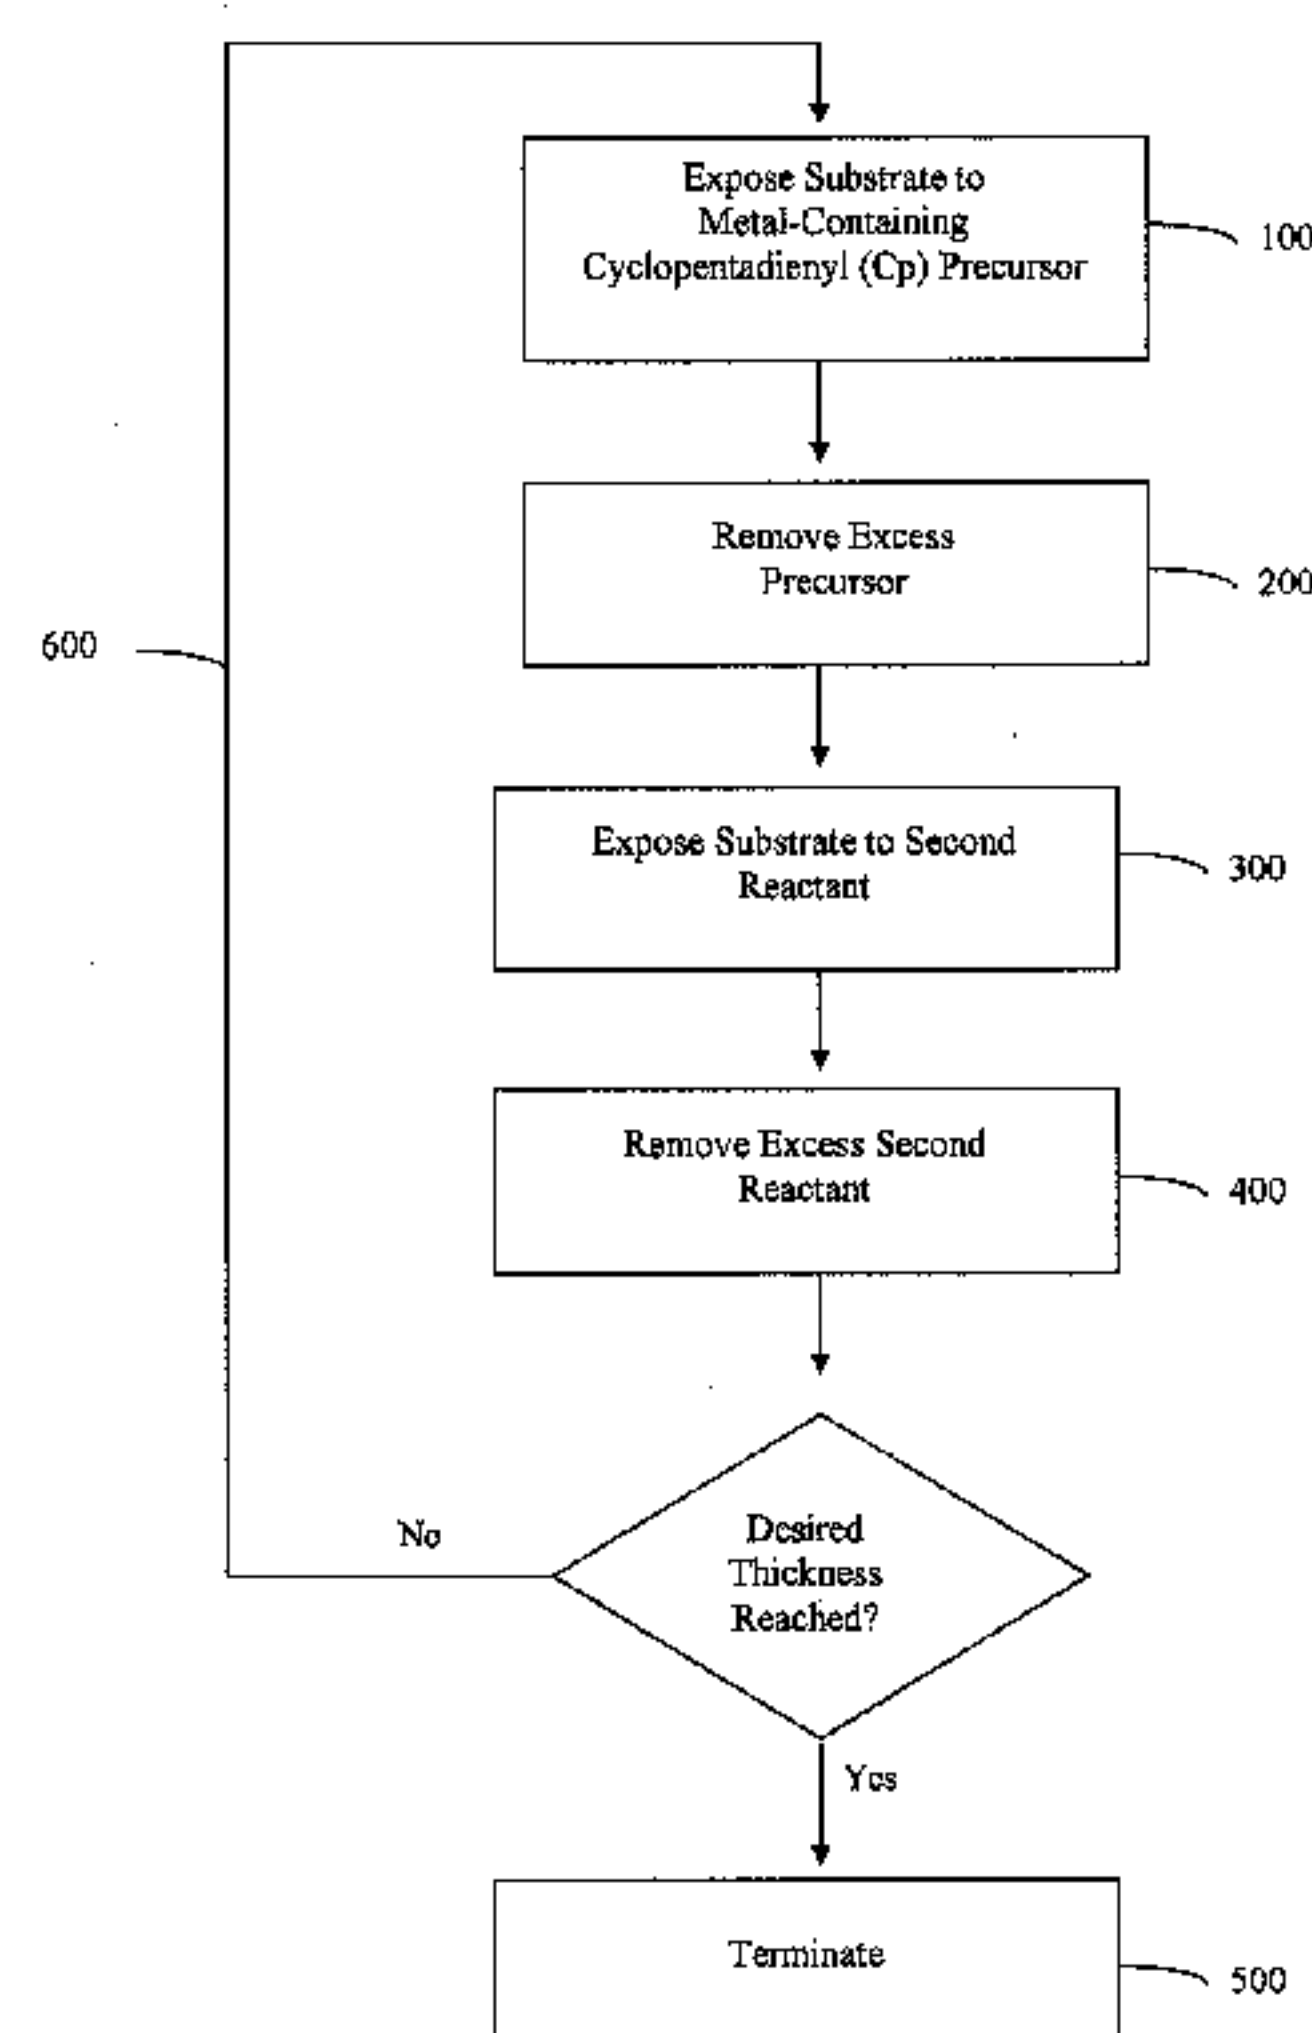 Expose Substrate to
Metal-Containing
Cyclopentadienyl (Cp) Precursor
100
Remove Excess
Precursor
200
600
Expose Substrate to Second
Reactant
300
Remove Excess Second
Reactant
400
No
Desired
Thickness
Reached?
Yes
Terminate
500